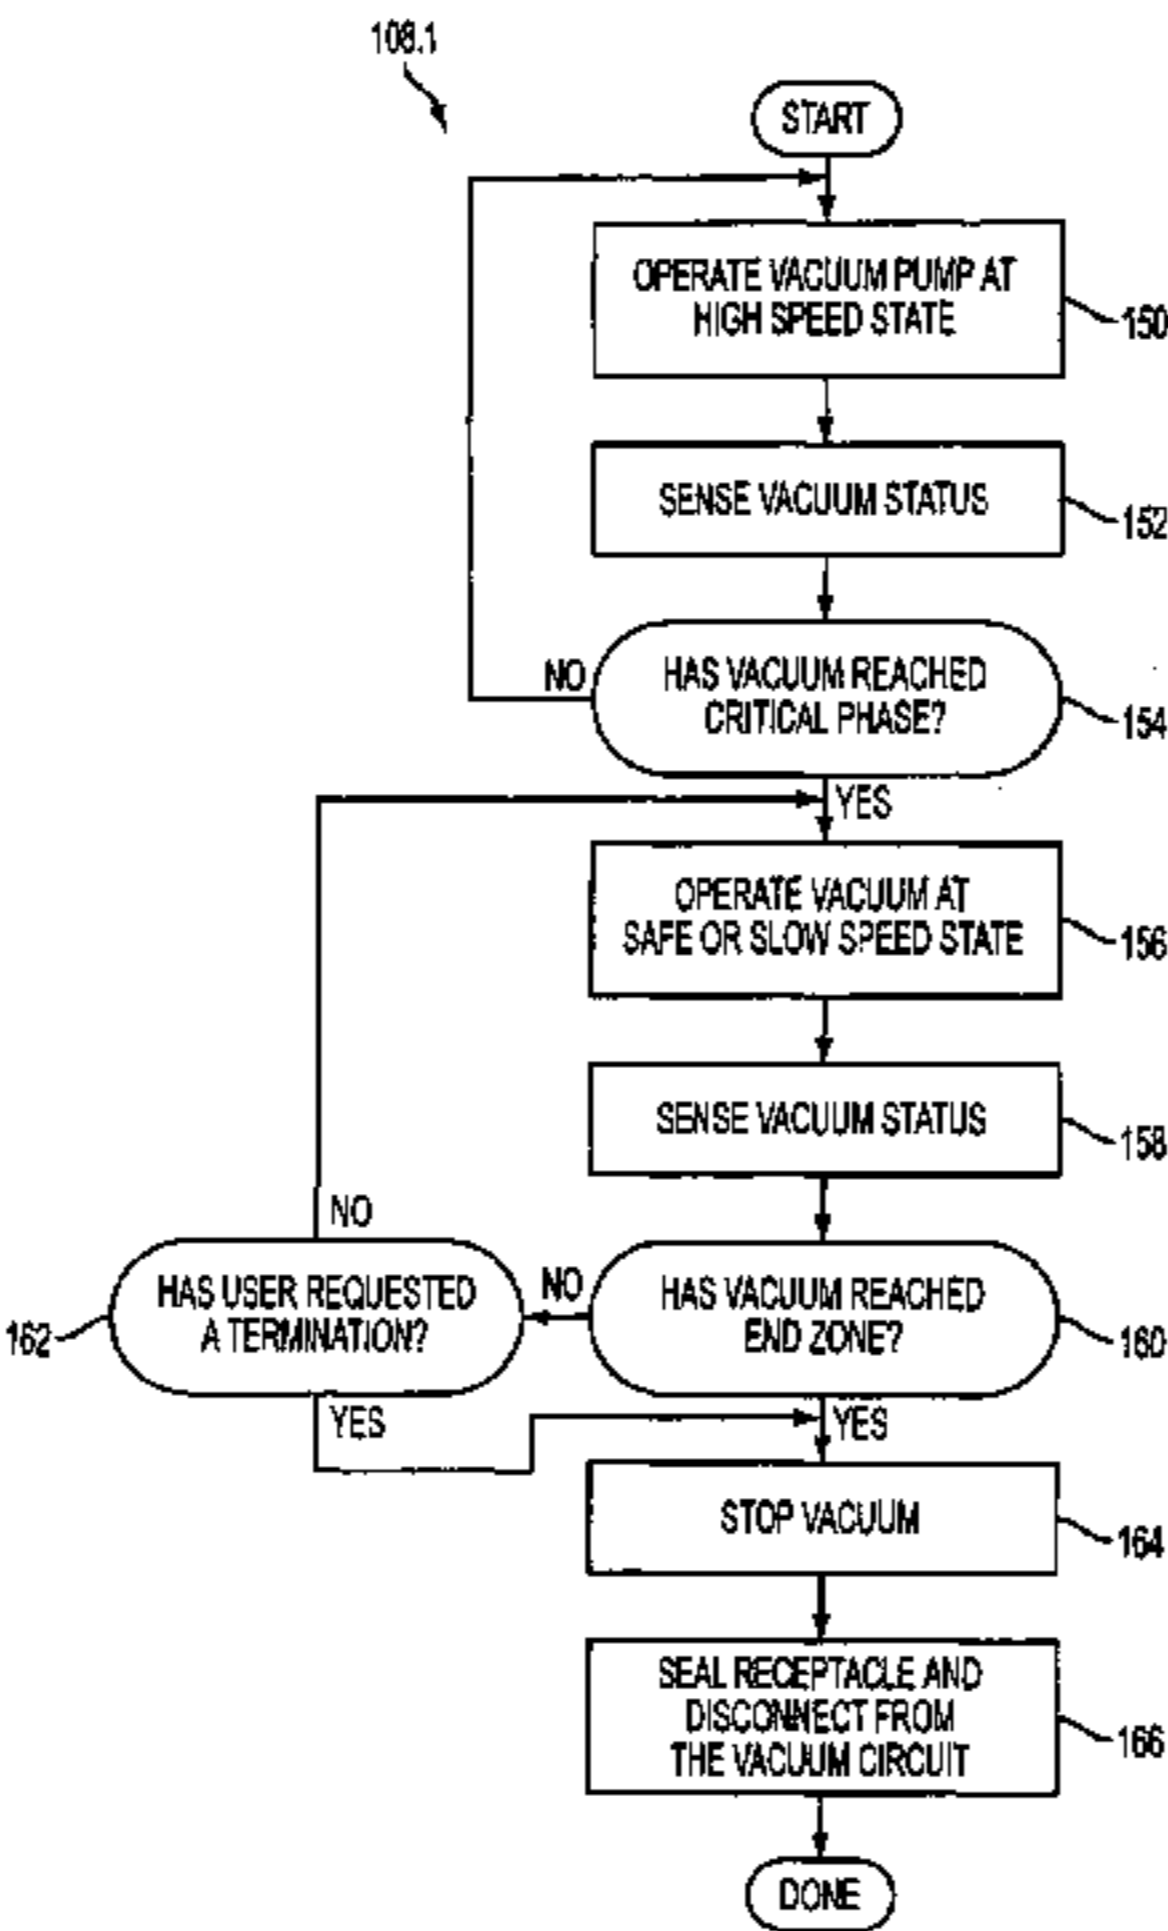 108.1
START
OPERATE VACUUM PUMP AT
HIGH SPEED STATE
150
SENSE VACUUM STATUS
152
HAS VACUUM REACHED
CRITICAL PHASE?
NO
154
YES
OPERATE VACUUM AT
SAFE OR SLOW SPEED STATE
156
SENSE VACUUM STATUS
158
NO
HAS USER REQUESTED
A TERMINATION?
162
NO
HAS VACUUM REACHED
END ZONE?
160
YES
YES
STOP VACUUM
164
SEAL RECEPTACLE AND
DISCONNECT FROM
THE VACUUM CIRCUIT
166
DONE